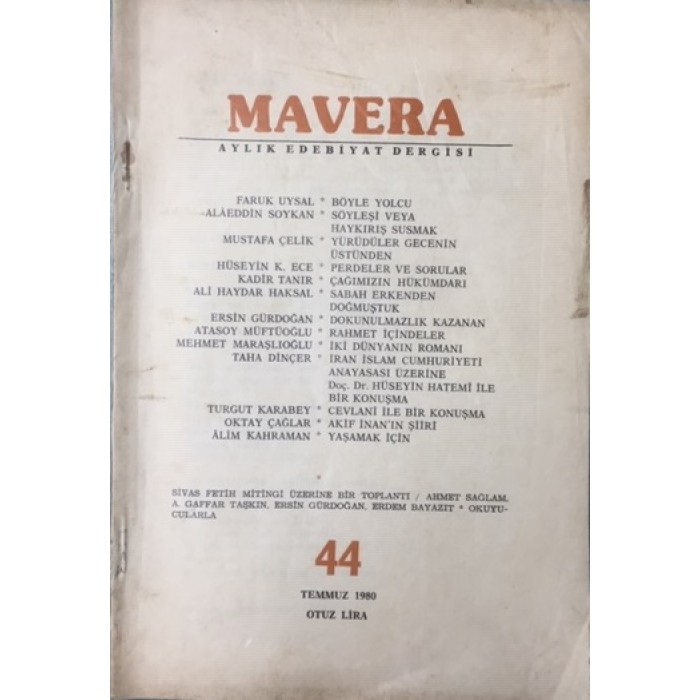 MAVERA
AYLIK EDEBİYAT DERGİSİ
FARUK UYSAL * BÖYLE YOLCU
ALÂEDDİN SOYKAN * SÖYLEŞİ VEYA
HAYKIRIŞ SUSMAK
MUSTAFA ÇELİK * YÜRÜDÜLER GECENİN
ÜSTÜNDEN
HÜSEYİN K. ECE * PERDELER VE SORULAR
KADİR TANIR * ÇAĞIMIZIN HÜKÜMDARI
ALİ HAYDAR HAKSAL * SABAH ERKENDEN
DOĞMUŞTUK
ERSİN GÜRDOĞAN * DOKUNULMAZLIK KAZANAN
ATASOY MÜFTÜOĞLU * RAHMET İÇİNDELER
MEHMET MARAŞLIOĞLU * İKİ DÜNYANIN ROMANI
TAHA DİNÇER * İRAN İSLAM CUMHURİYETİ
ANAYASASI ÜZERİNE
Doç. Dr. HÜSEYİN HATEMİ İLE
BİR KONUŞMA
TURGUT KARABEY * CEVLANİ İLE BİR KONUŞMA
OKTAY ÇAĞLAR * AKİF İNAN'IN ŞİİRİ
ÂLİM KAHRAMAN * YAŞAMAK İÇİN
*
SİVAS FETİH MİTİNGİ ÜZERİNE BİR TOPLANTI / AHMET SAĞLAM,
A. GAFFAR TAŞKIN, ERSİN GÜRDOĞAN, ERDEM BAYAZIT * OKUYU-
CULARLA
44
TEMMUZ 1980
OTUZ LİRA